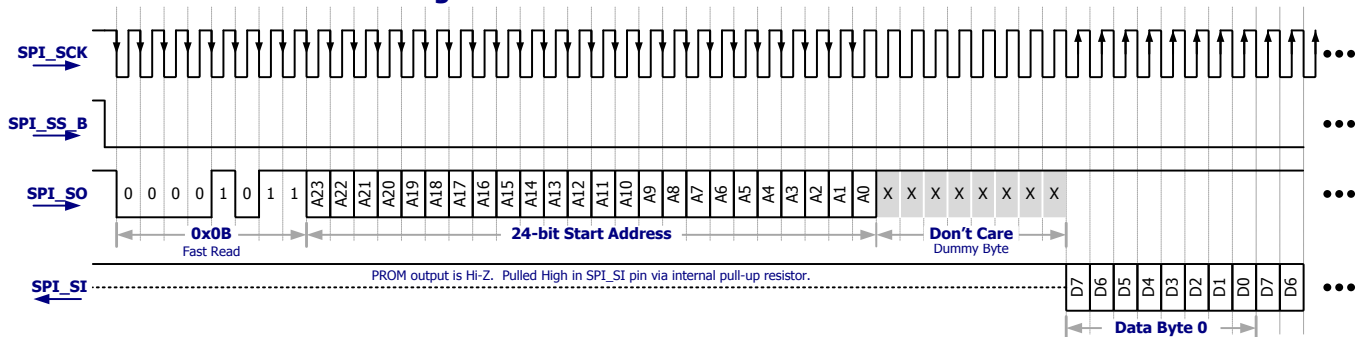 SPI_SCK
SPI_SS_B
SPI_SO
0 0 0 0 1 0 1 1 A23 A22 A21 A20 A19 A18 A17 A16 A15 A14 A13 A12 A11 A10 A9 A8 A7 A6 A5 A4 A3 A2 A1 A0 X X X X X X X X
0x0B 24-bit Start Address Don't Care
Fast Read Dummy Byte
PROM output is Hi-Z. Pulled High in SPI_SI pin via internal pull-up resistor.
SPI_SI
D7 D6 D5 D4 D3 D2 D1 D0 D7 D6
Data Byte 0